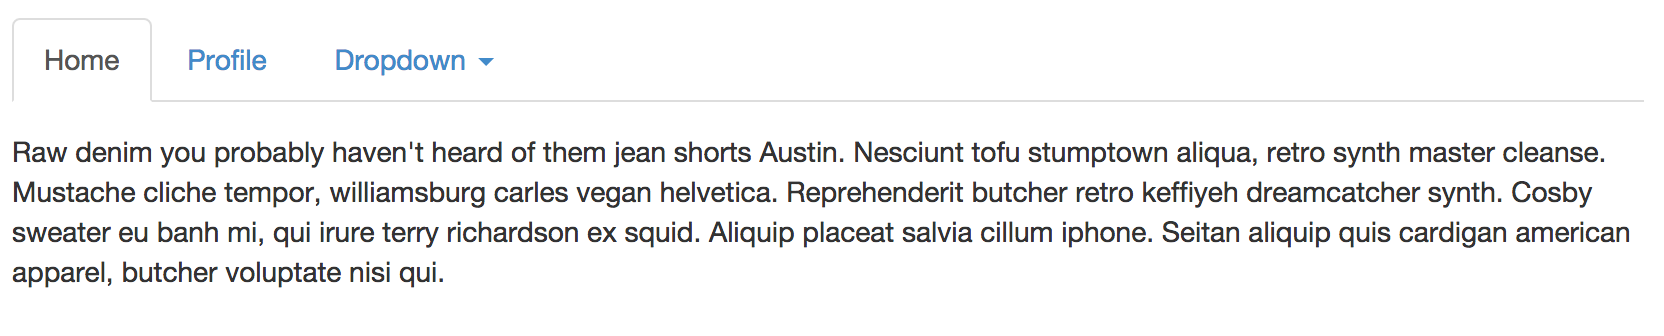 Home Profile Dropdown
Raw denim you probably haven't heard of them jean shorts Austin. Nesciunt tofu stumptown aliqua, retro synth master cleanse.
Mustache cliche tempor, williamsburg carles vegan helvetica. Reprehenderit butcher retro keffiyeh dreamcatcher synth. Cosby
sweater eu banh mi, qui irure terry richardson ex squid. Aliquip placeat salvia cillum iphone. Seitan aliquip quis cardigan american
apparel, butcher voluptate nisi qui.